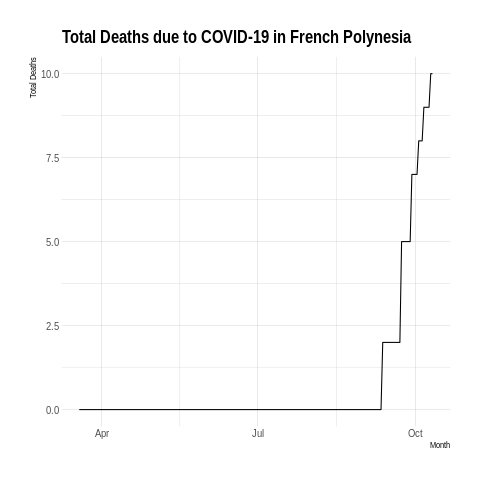 Total Deaths due to COVID-19 in French Polynesia
Total Deaths
10.0
7.5
5.0
2.5
0.0
Apr Jul Oct
Month